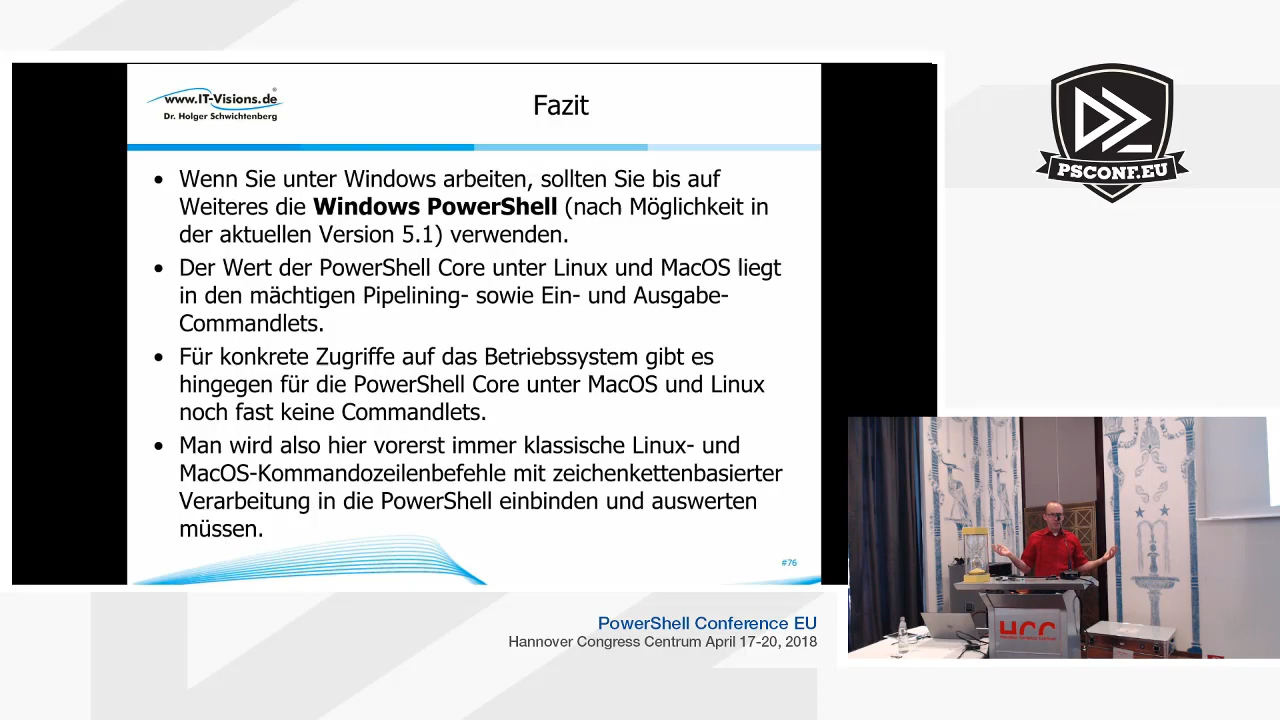 www.IT-Visions.de
®
Dr. Holger Schwichtenberg
Fazit
• Wenn Sie unter Windows arbeiten, sollten Sie bis auf
Weiteres die Windows PowerShell (nach Möglichkeit in
der aktuellen Version 5.1) verwenden.
• Der Wert der PowerShell Core unter Linux und MacOS liegt
in den mächtigen Pipelining- sowie Ein- und Ausgabe-
Commandlets.
• Für konkrete Zugriffe auf das Betriebssystem gibt es
hingegen für die PowerShell Core unter MacOS und Linux
noch fast keine Commandlets.
• Man wird also hier vorerst immer klassische Linux- und
MacOS-Kommandozeilenbefehle mit zeichenkettenbasierter
Verarbeitung in die PowerShell einbinden und auswerten
müssen.
#76
PSCONF.EU
HCC
PowerShell Conference EU
Hannover Congress Centrum April 17-20, 2018